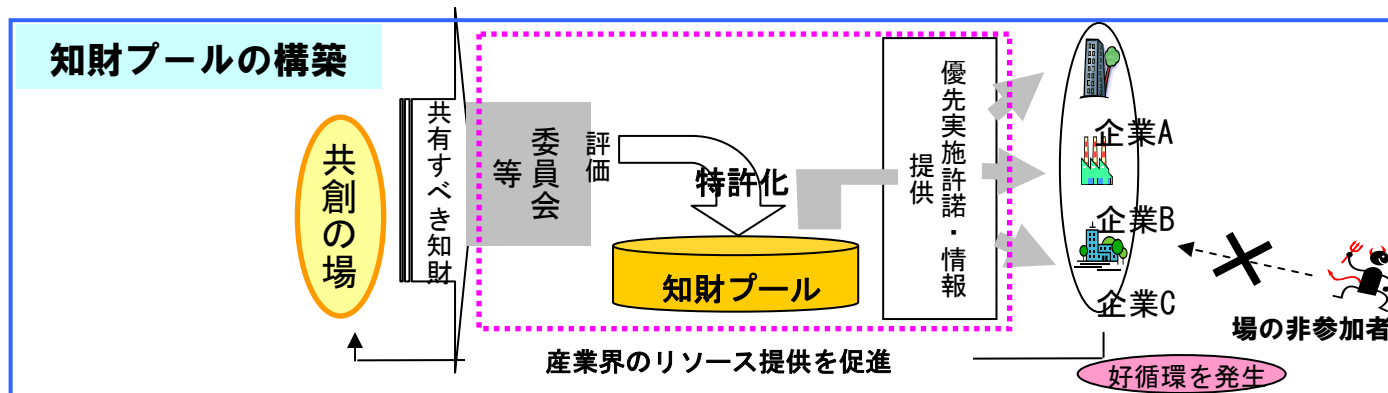 知財プールの構築
共創の場
共有すべき知財
委員会
等
評価
特許化
知財プール
優先実施許諾・情報
提供
企業A
企業B
企業C
場の非参加者
産業界のリソース提供を促進
好循環を発生